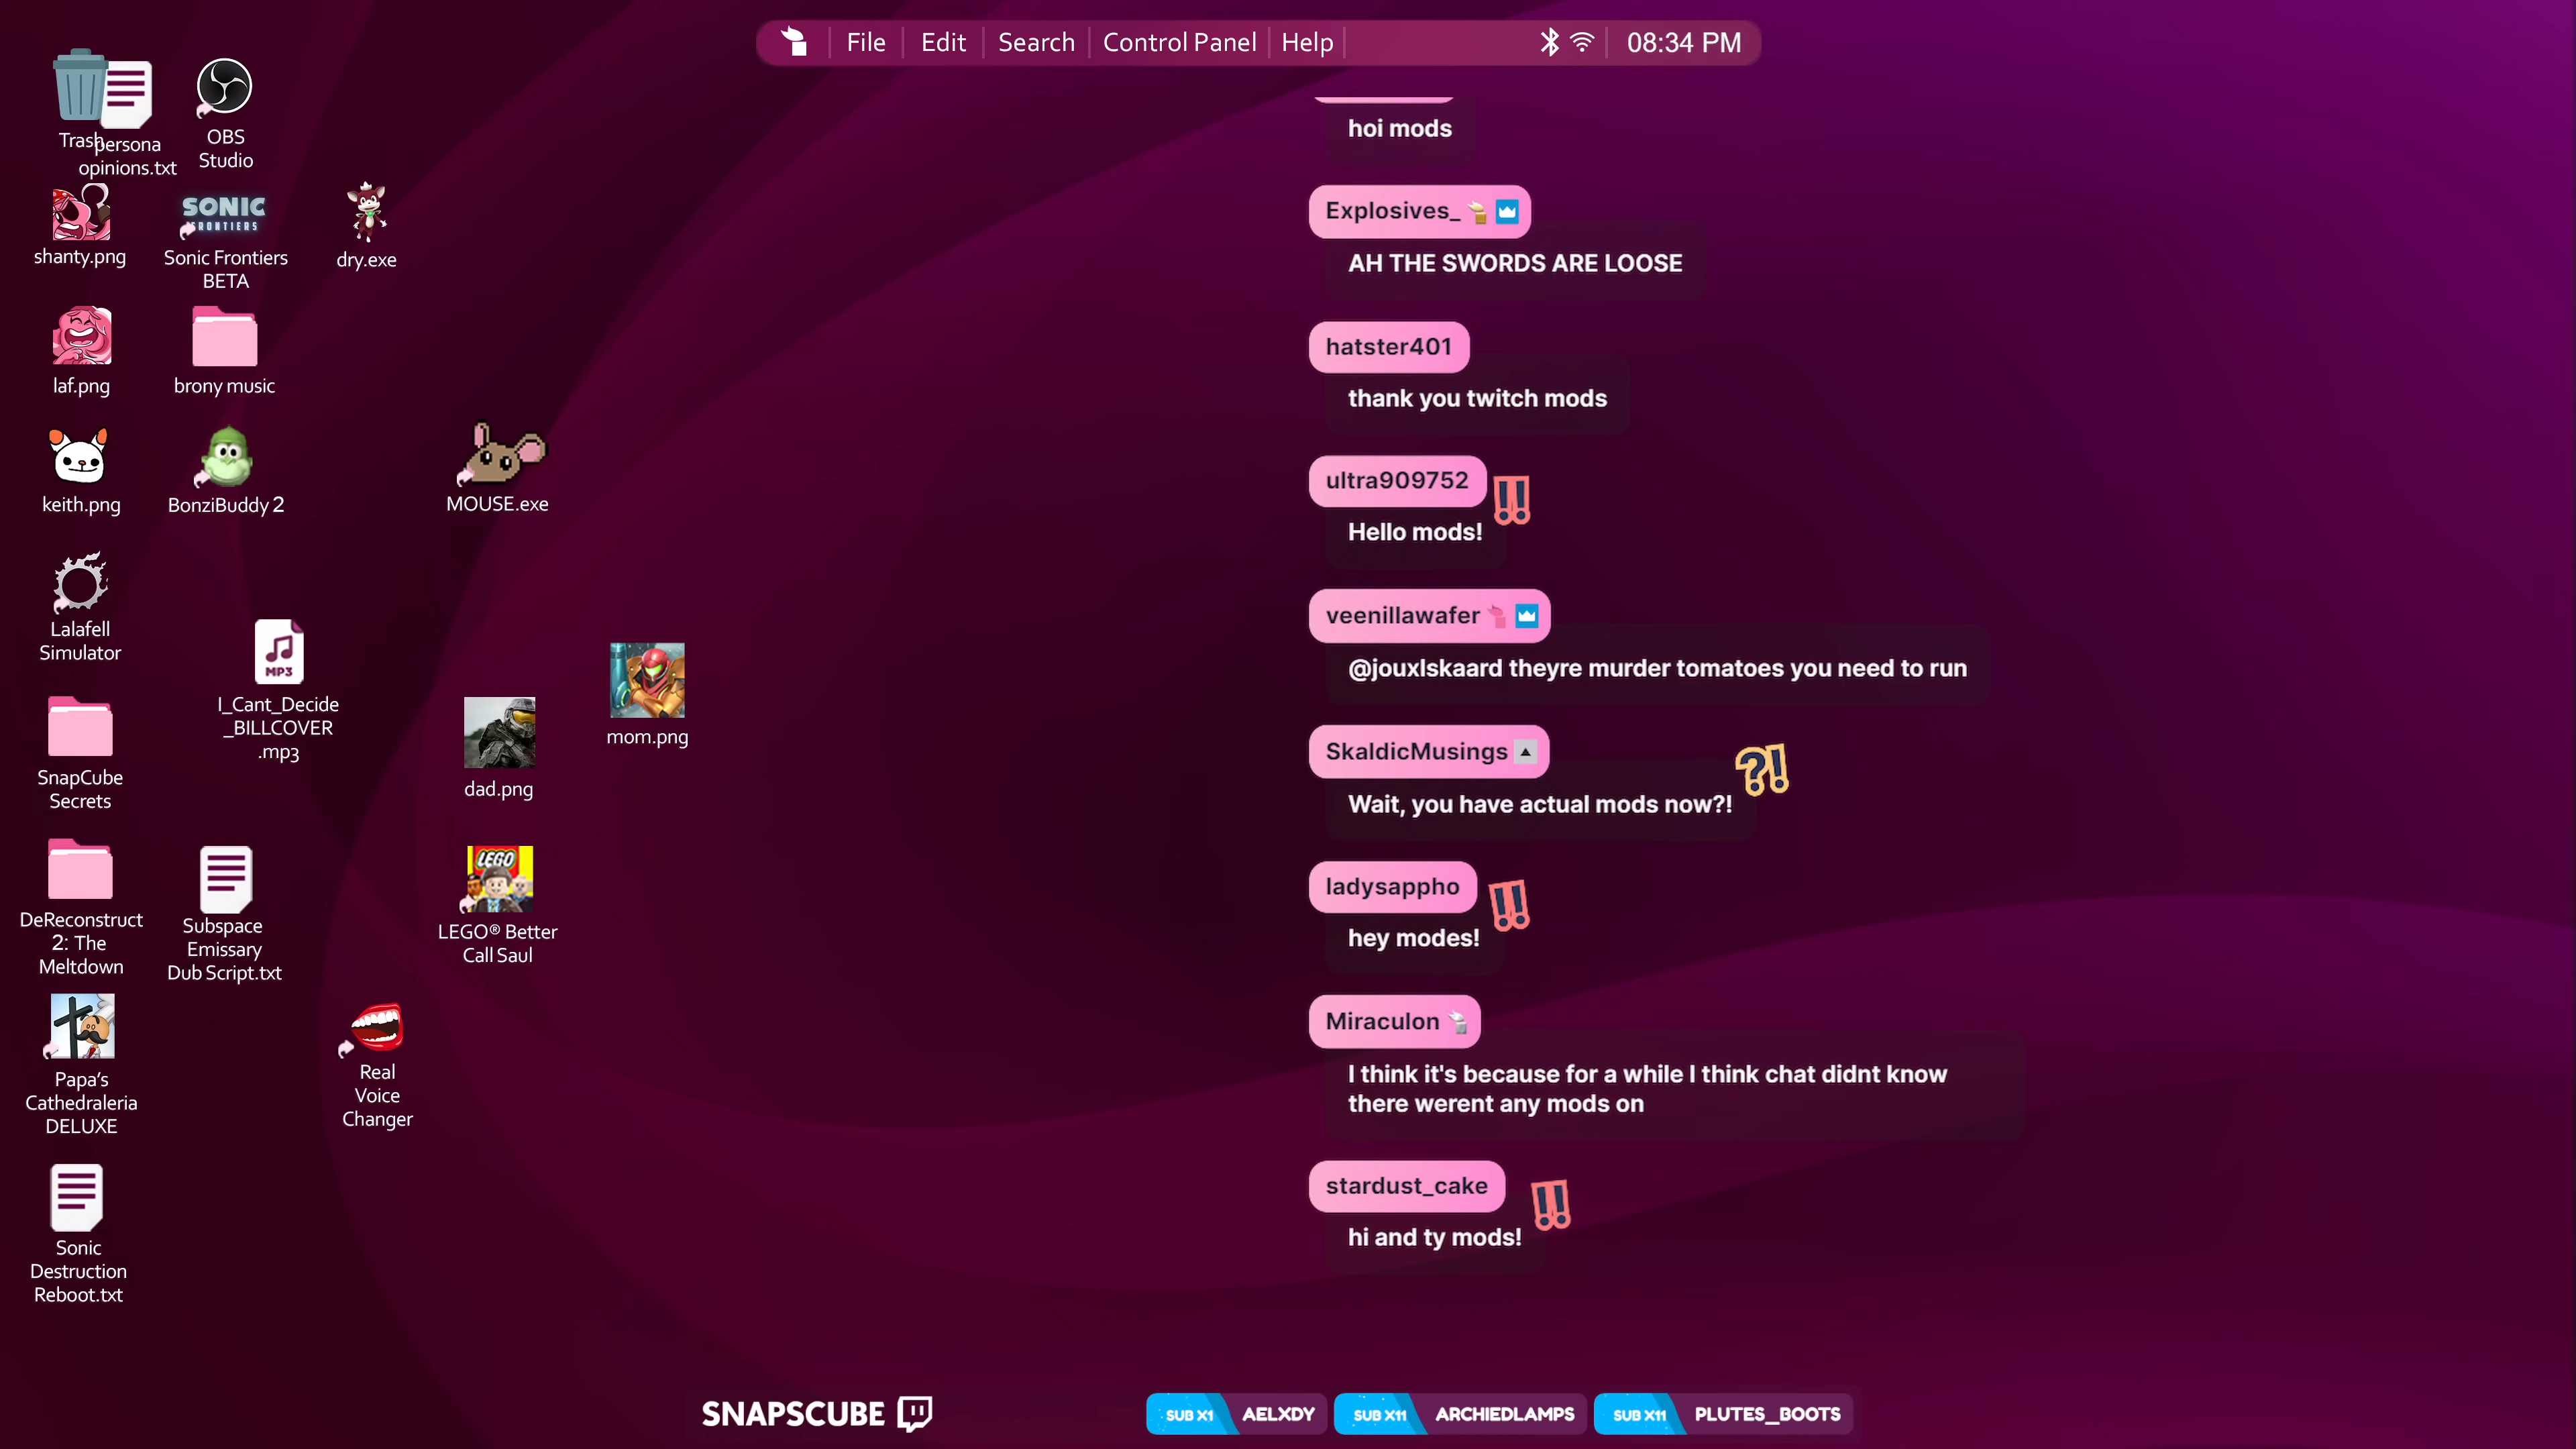 File Edit Search Control Panel Help 08:34 PM
Trash
persona
opinions.txt
OBS
Studio
shanty.png
SONIC
FRONTIERS
Sonic Frontiers
BETA
dry.exe
laf.png
brony music
keith.png
BonziBuddy 2
MOUSE.exe
Lalafell
Simulator
MP3
I_Cant_Decide
_BILLCOVER
.mp3
mom.png
SnapCube
Secrets
dad.png
DeReconstruct
2: The
Meltdown
Subspace
Emissary
Dub Script.txt
LEGO
LEGO® Better
Call Saul
Papa's
Cathedraleria
DELUXE
Real
Voice
Changer
Sonic
Destruction
Reboot.txt
hoi mods
Explosives_
AH THE SWORDS ARE LOOSE
hatster401
thank you twitch mods
ultra909752
!!
Hello mods!
veenillawafer
@jouxlskaard theyre murder tomatoes you need to run
SkaldicMusings
?!
Wait, you have actual mods now?!
ladysappho
!!
hey modes!
Miraculon
I think it's because for a while I think chat didnt know
there werent any mods on
stardust_cake
!!
hi and ty mods!
SNAPSCUBE
SUB X1 AELXDY SUB X11 ARCHIEDLAMPS SUB X11 PLUTES_BOOTS